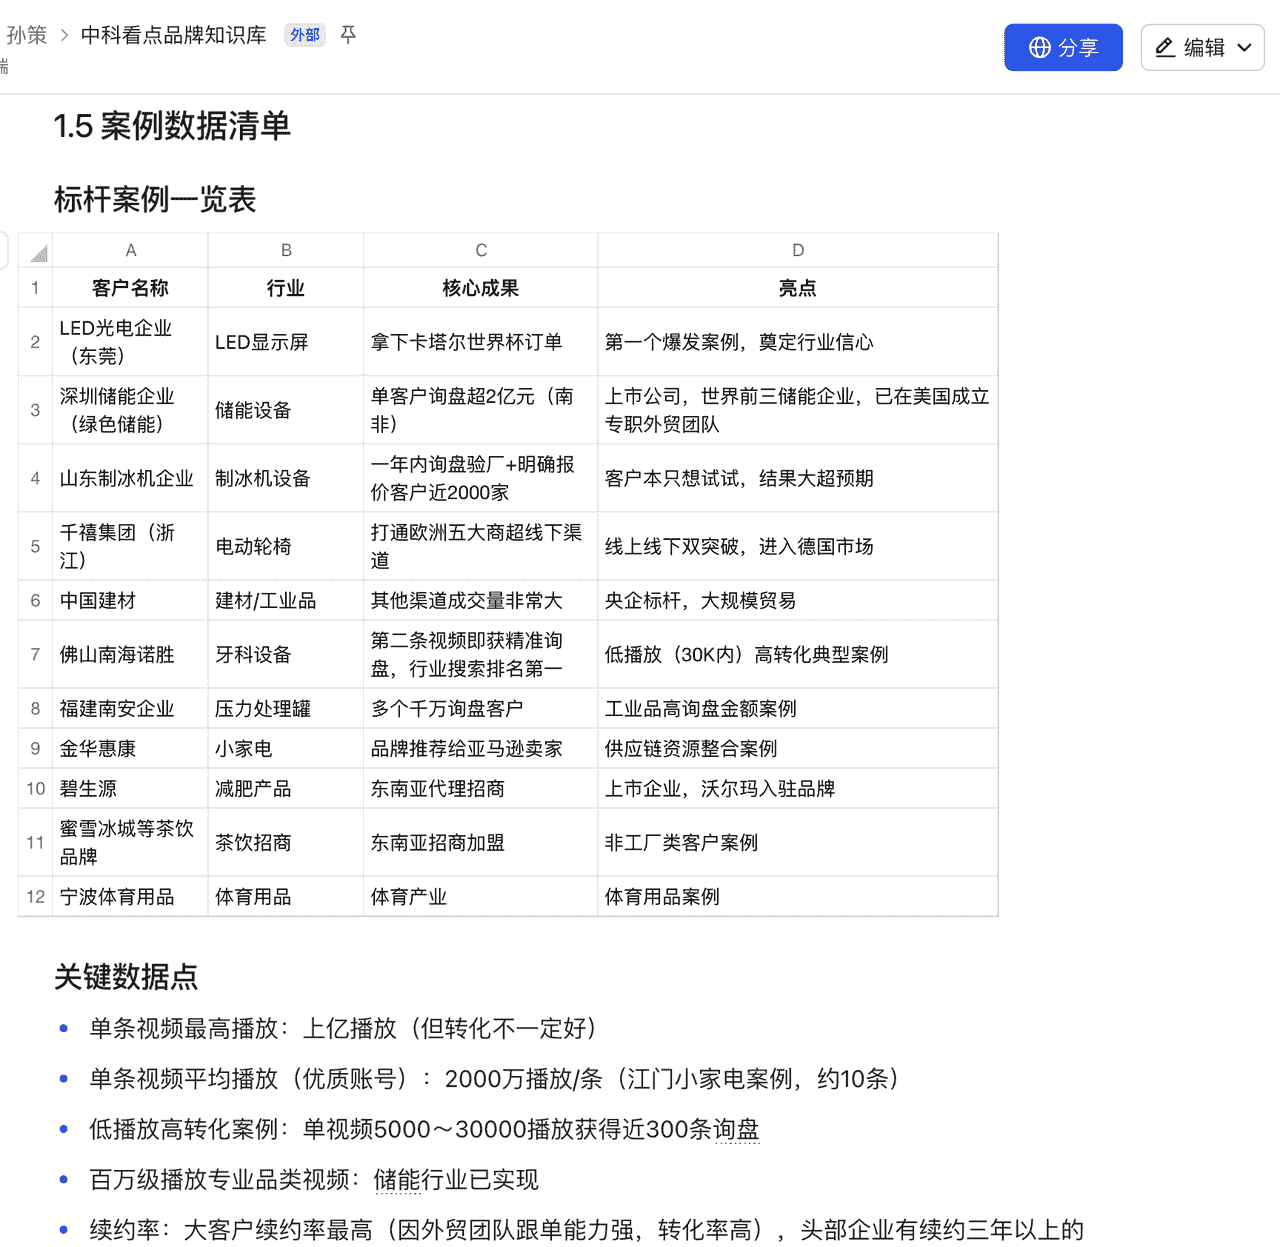 孙策 > 中科看点品牌知识库 外部
端
分享
编辑
1.5 案例数据清单
标杆案例一览表
A B C D
1 客户名称 行业 核心成果 亮点
2 LED光电企业（东莞） LED显示屏 拿下卡塔尔世界杯订单 第一个爆发案例，奠定行业信心
3 深圳储能企业（绿色储能） 储能设备 单客户询盘超2亿元（南非） 上市公司，世界前三储能企业，已在美国成立专职外贸团队
4 山东制冰机企业 制冰机设备 一年内询盘验厂+明确报价客户近2000家 客户本只想试试，结果大超预期
5 千禧集团（浙江） 电动轮椅 打通欧洲五大商超线下渠道 线上线下双突破，进入德国市场
6 中国建材 建材/工业品 其他渠道成交量非常大 央企标杆，大规模贸易
7 佛山南海诺胜 牙科设备 第二条视频即获精准询盘，行业搜索排名第一 低播放（30K内）高转化典型案例
8 福建南安企业 压力处理罐 多个千万询盘客户 工业品高询盘金额案例
9 金华惠康 小家电 品牌推荐给亚马逊卖家 供应链资源整合案例
10 碧生源 减肥产品 东南亚代理招商 上市企业，沃尔玛入驻品牌
11 蜜雪冰城等茶饮品牌 茶饮招商 东南亚招商加盟 非工厂类客户案例
12 宁波体育用品 体育用品 体育产业 体育用品案例
关键数据点
• 单条视频最高播放：上亿播放（但转化不一定好）
• 单条视频平均播放（优质账号）：2000万播放/条（江门小家电案例，约10条）
• 低播放高转化案例：单视频5000～30000播放获得近300条询盘
• 百万级播放专业品类视频：储能行业已实现
• 续约率：大客户续约率最高（因外贸团队跟单能力强，转化率高），头部企业有续约三年以上的